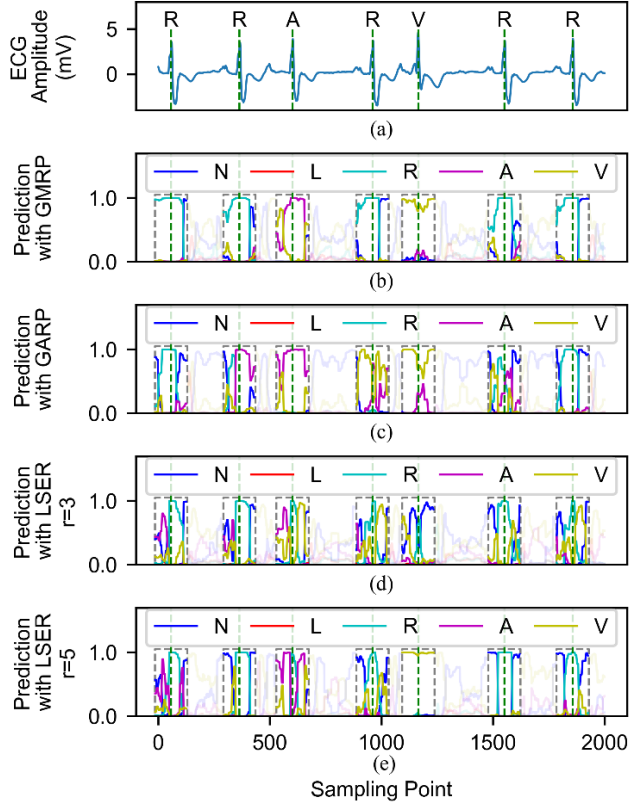 R R A R V R R
ECG
Amplitude
(mV)
5
0
(a)
Prediction
with GMRP
N L R A V
1.0
0.0
(b)
Prediction
with GARP
N L R A V
1.0
0.0
(c)
Prediction
with LSER
r=3
N L R A V
1.0
0.0
(d)
Prediction
with LSER
r=5
N L R A V
1.0
0.0
0 500 1000 1500 2000
(e)
Sampling Point